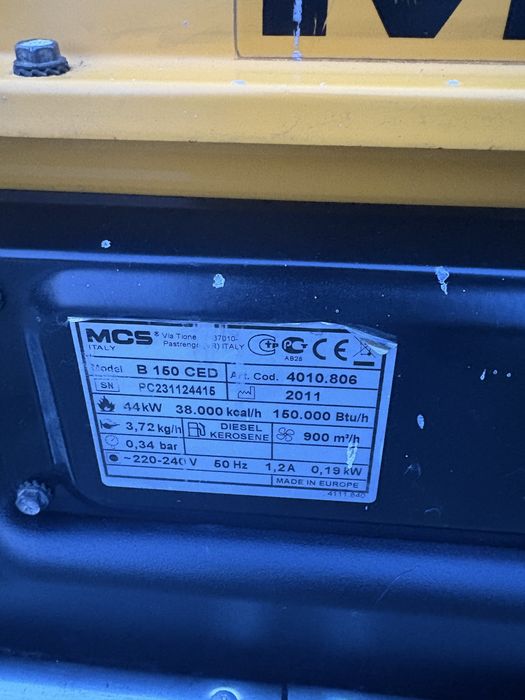 MCS® Via Tione 37010-
ITALY Pastrengo R) ITALY
AB28
Model B 150 CED Art. Cod. 4010.806
SN PC231124415 2011
44kW 38.000 kcal/h 150.000 Btu/h
3,72 kg/h DIESEL KEROSENE 900 m³/h
0,34 bar
~220-240 V 50 Hz 1,2A 0,19 kW
MADE IN EUROPE
4111.840